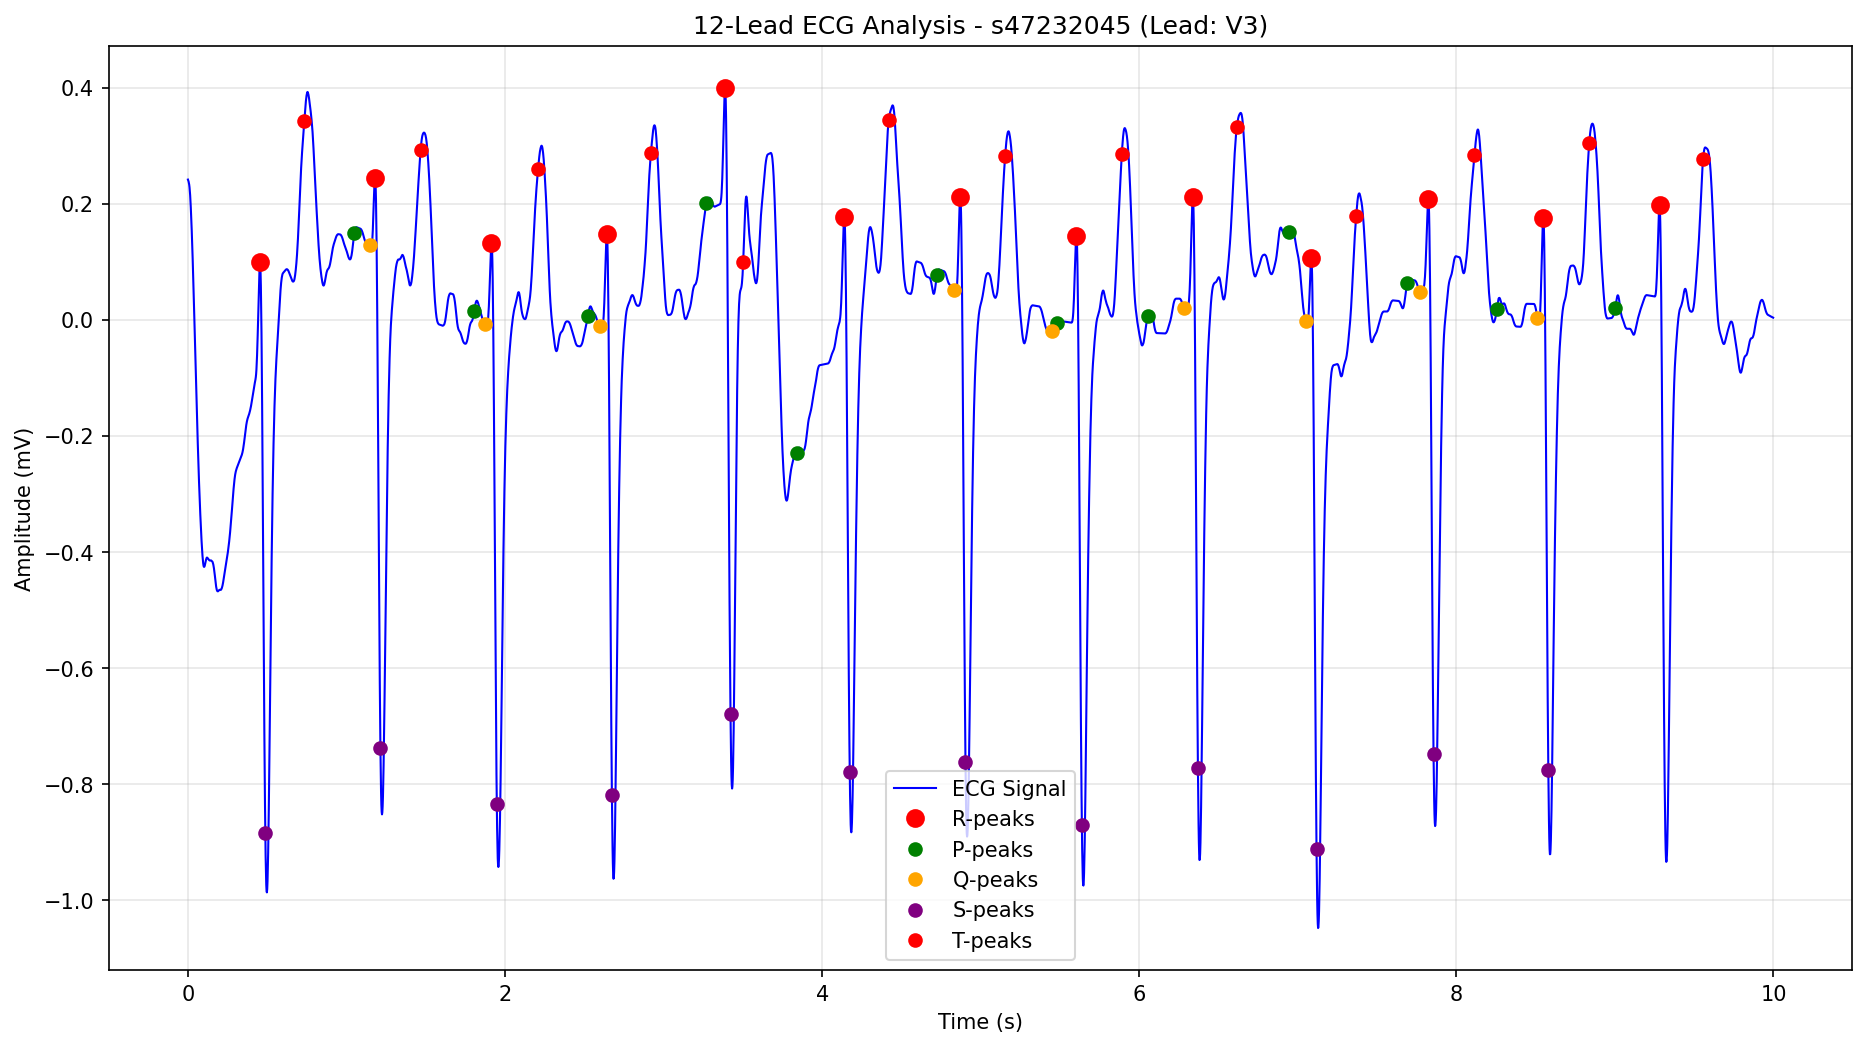 12-Lead ECG Analysis - s47232045 (Lead: V3)
Amplitude (mV)
0.4
0.2
0.0
−0.2
−0.4
−0.6
−0.8
−1.0
ECG Signal
R-peaks
P-peaks
Q-peaks
S-peaks
T-peaks
0 2 4 6 8 10
Time (s)